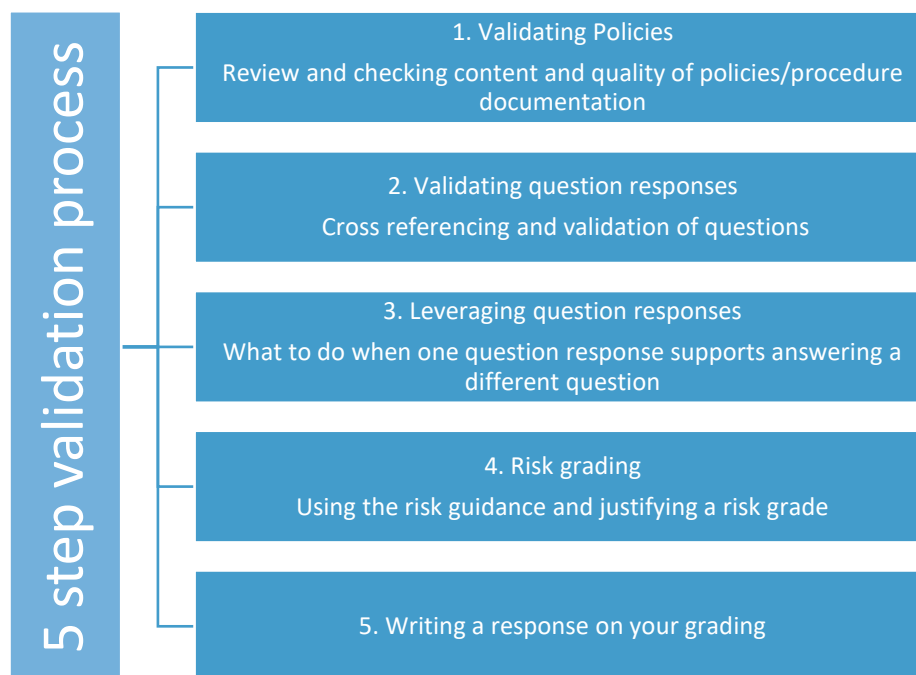 5 step validation process
1. Validating Policies
Review and checking content and quality of policies/procedure
documentation
2. Validating question responses
Cross referencing and validation of questions
3. Leveraging question responses
What to do when one question response supports answering a
different question
4. Risk grading
Using the risk guidance and justifying a risk grade
5. Writing a response on your grading